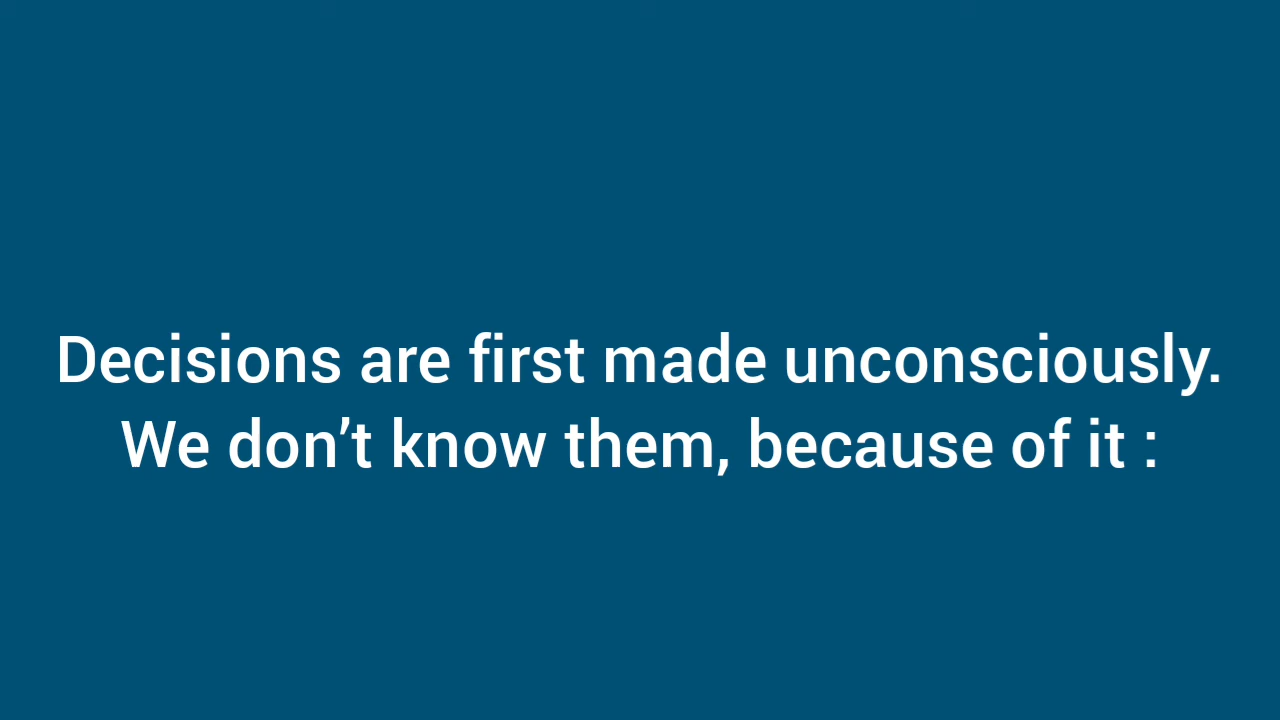 Decisions are first made unconsciously.
We don’t know them, because of it :